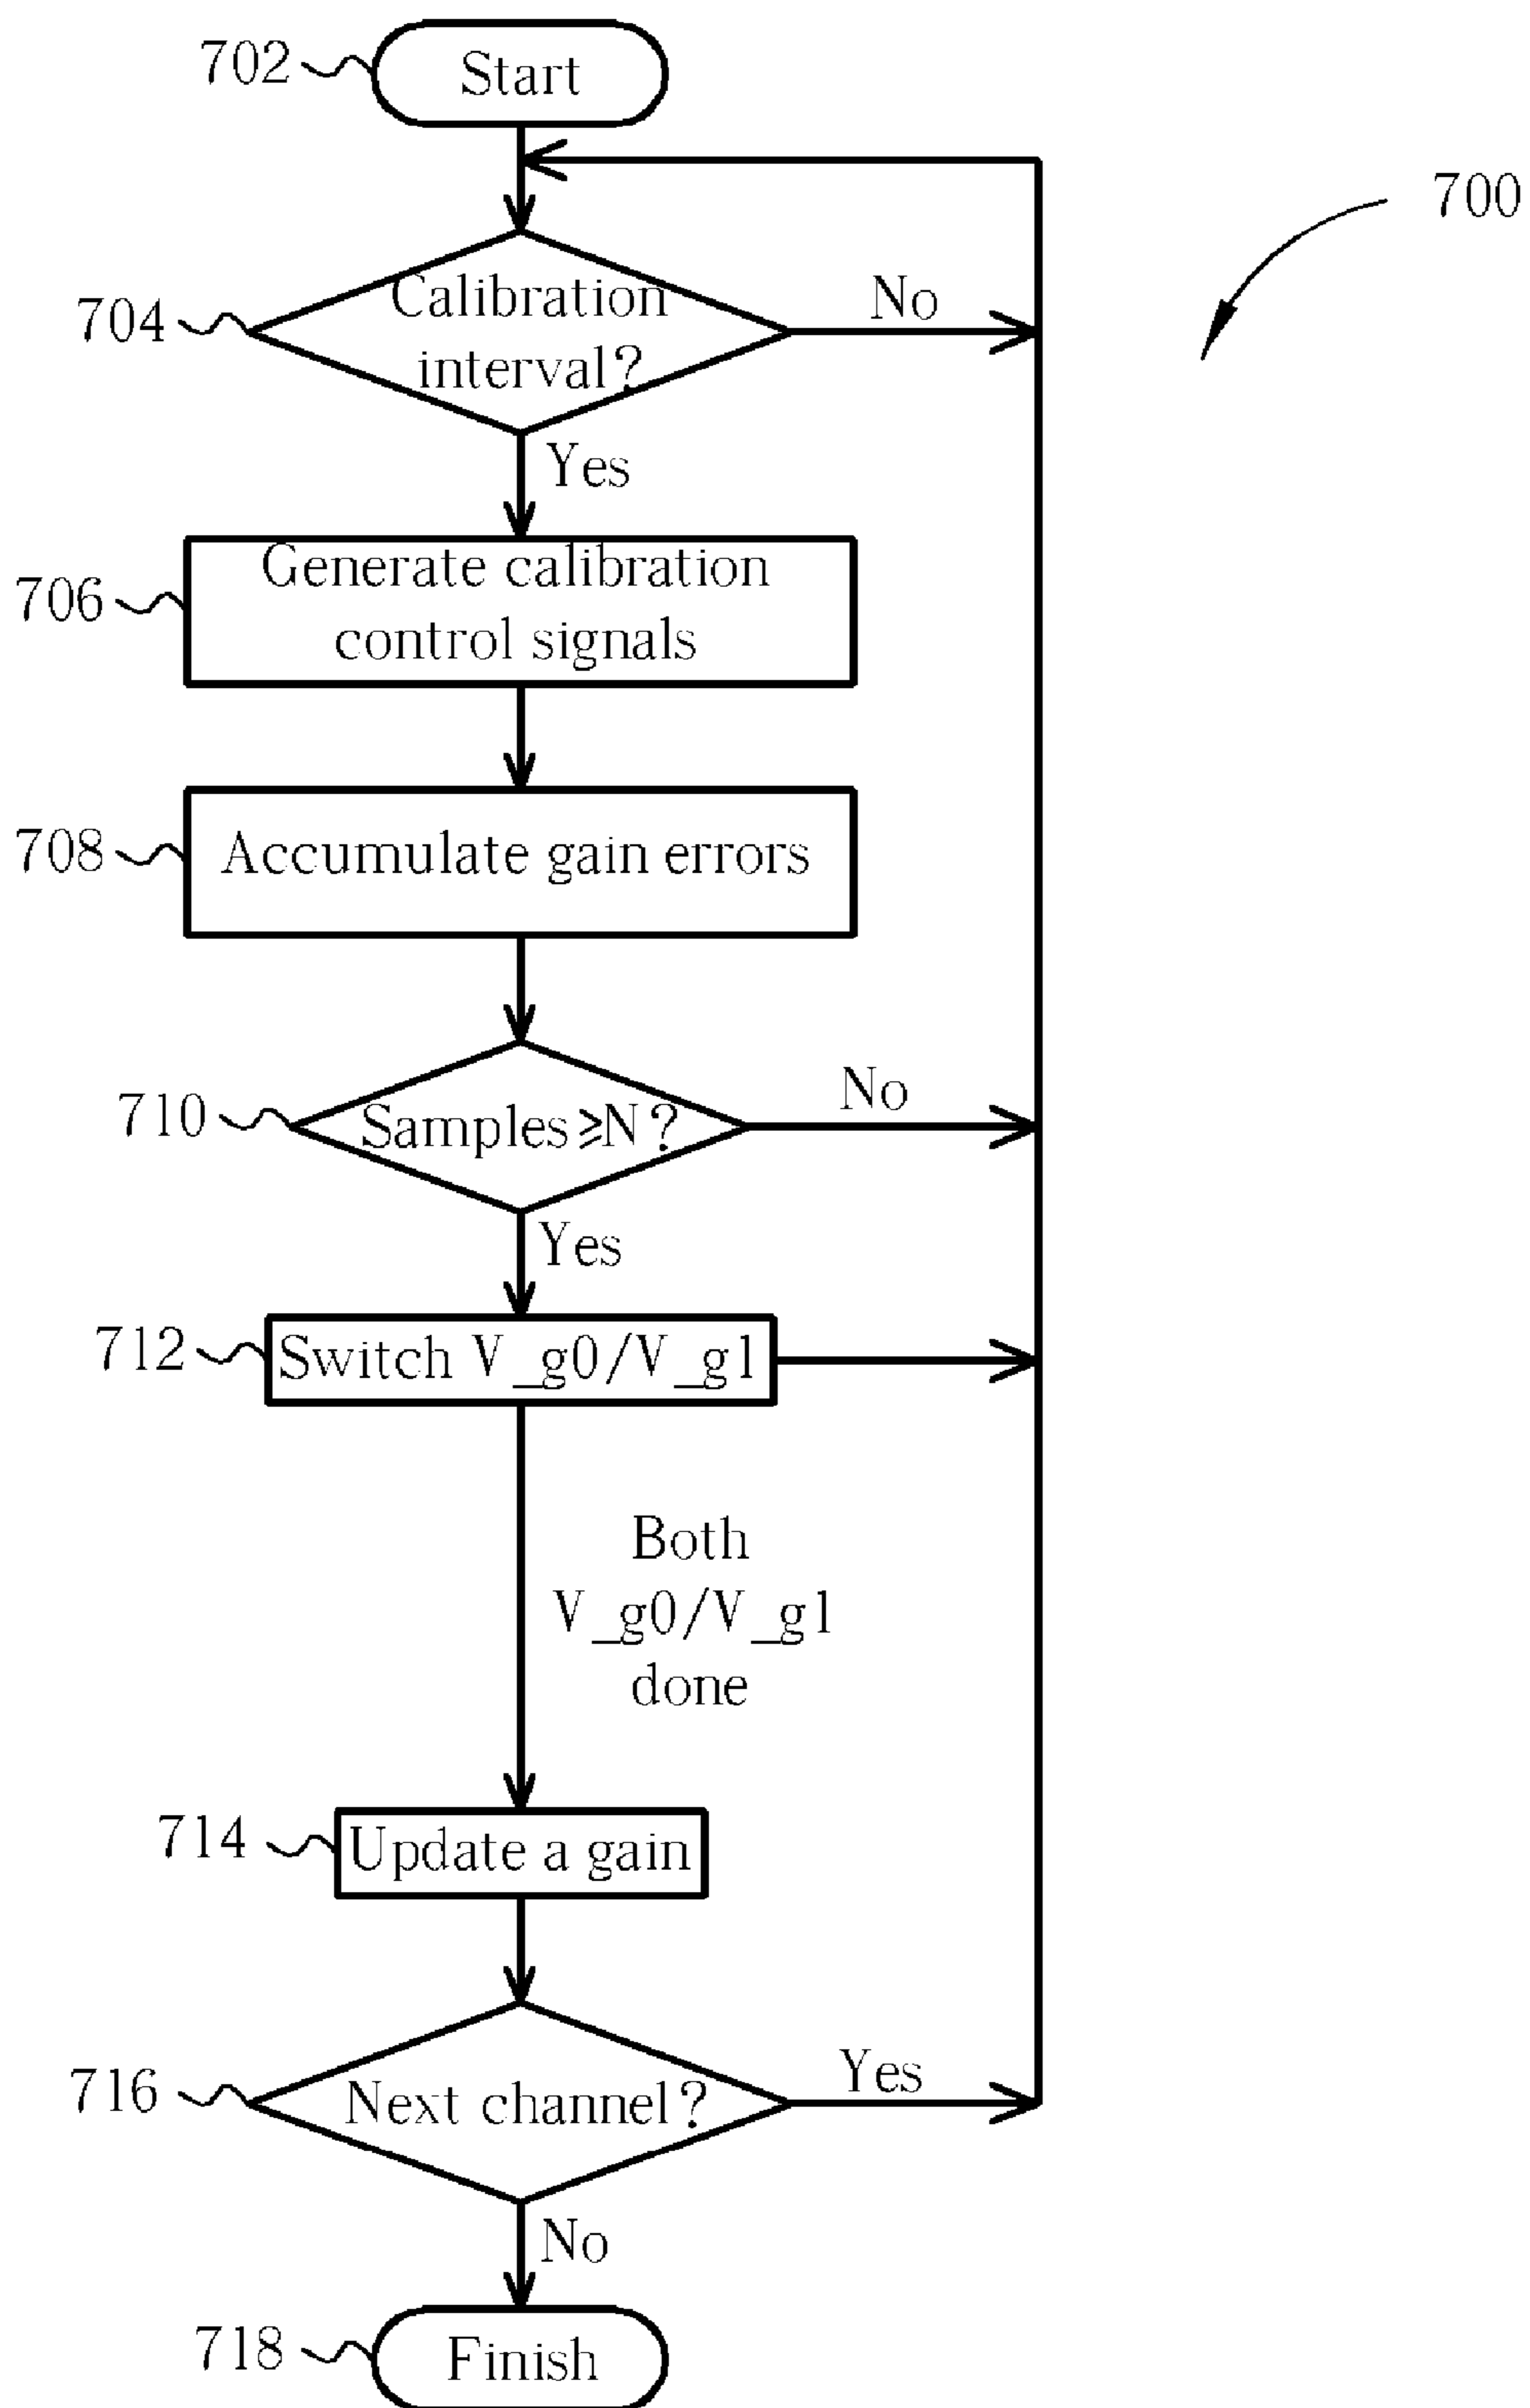 702
Start
700
704
Calibration
interval?
No
Yes
706
Generate calibration
control signals
708
Accumulate gain errors
710
Samples≥N?
No
Yes
712
Switch V_g0/V_g1
Both
V_g0/V_g1
done
714
Update a gain
716
Next channel?
Yes
No
718
Finish